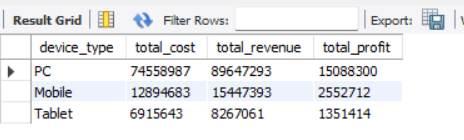 Result Grid Filter Rows: Export:
device_type total_cost total_revenue total_profit
PC 74558987 89647293 15088300
Mobile 12894683 15447393 2552712
Tablet 6915643 8267061 1351414